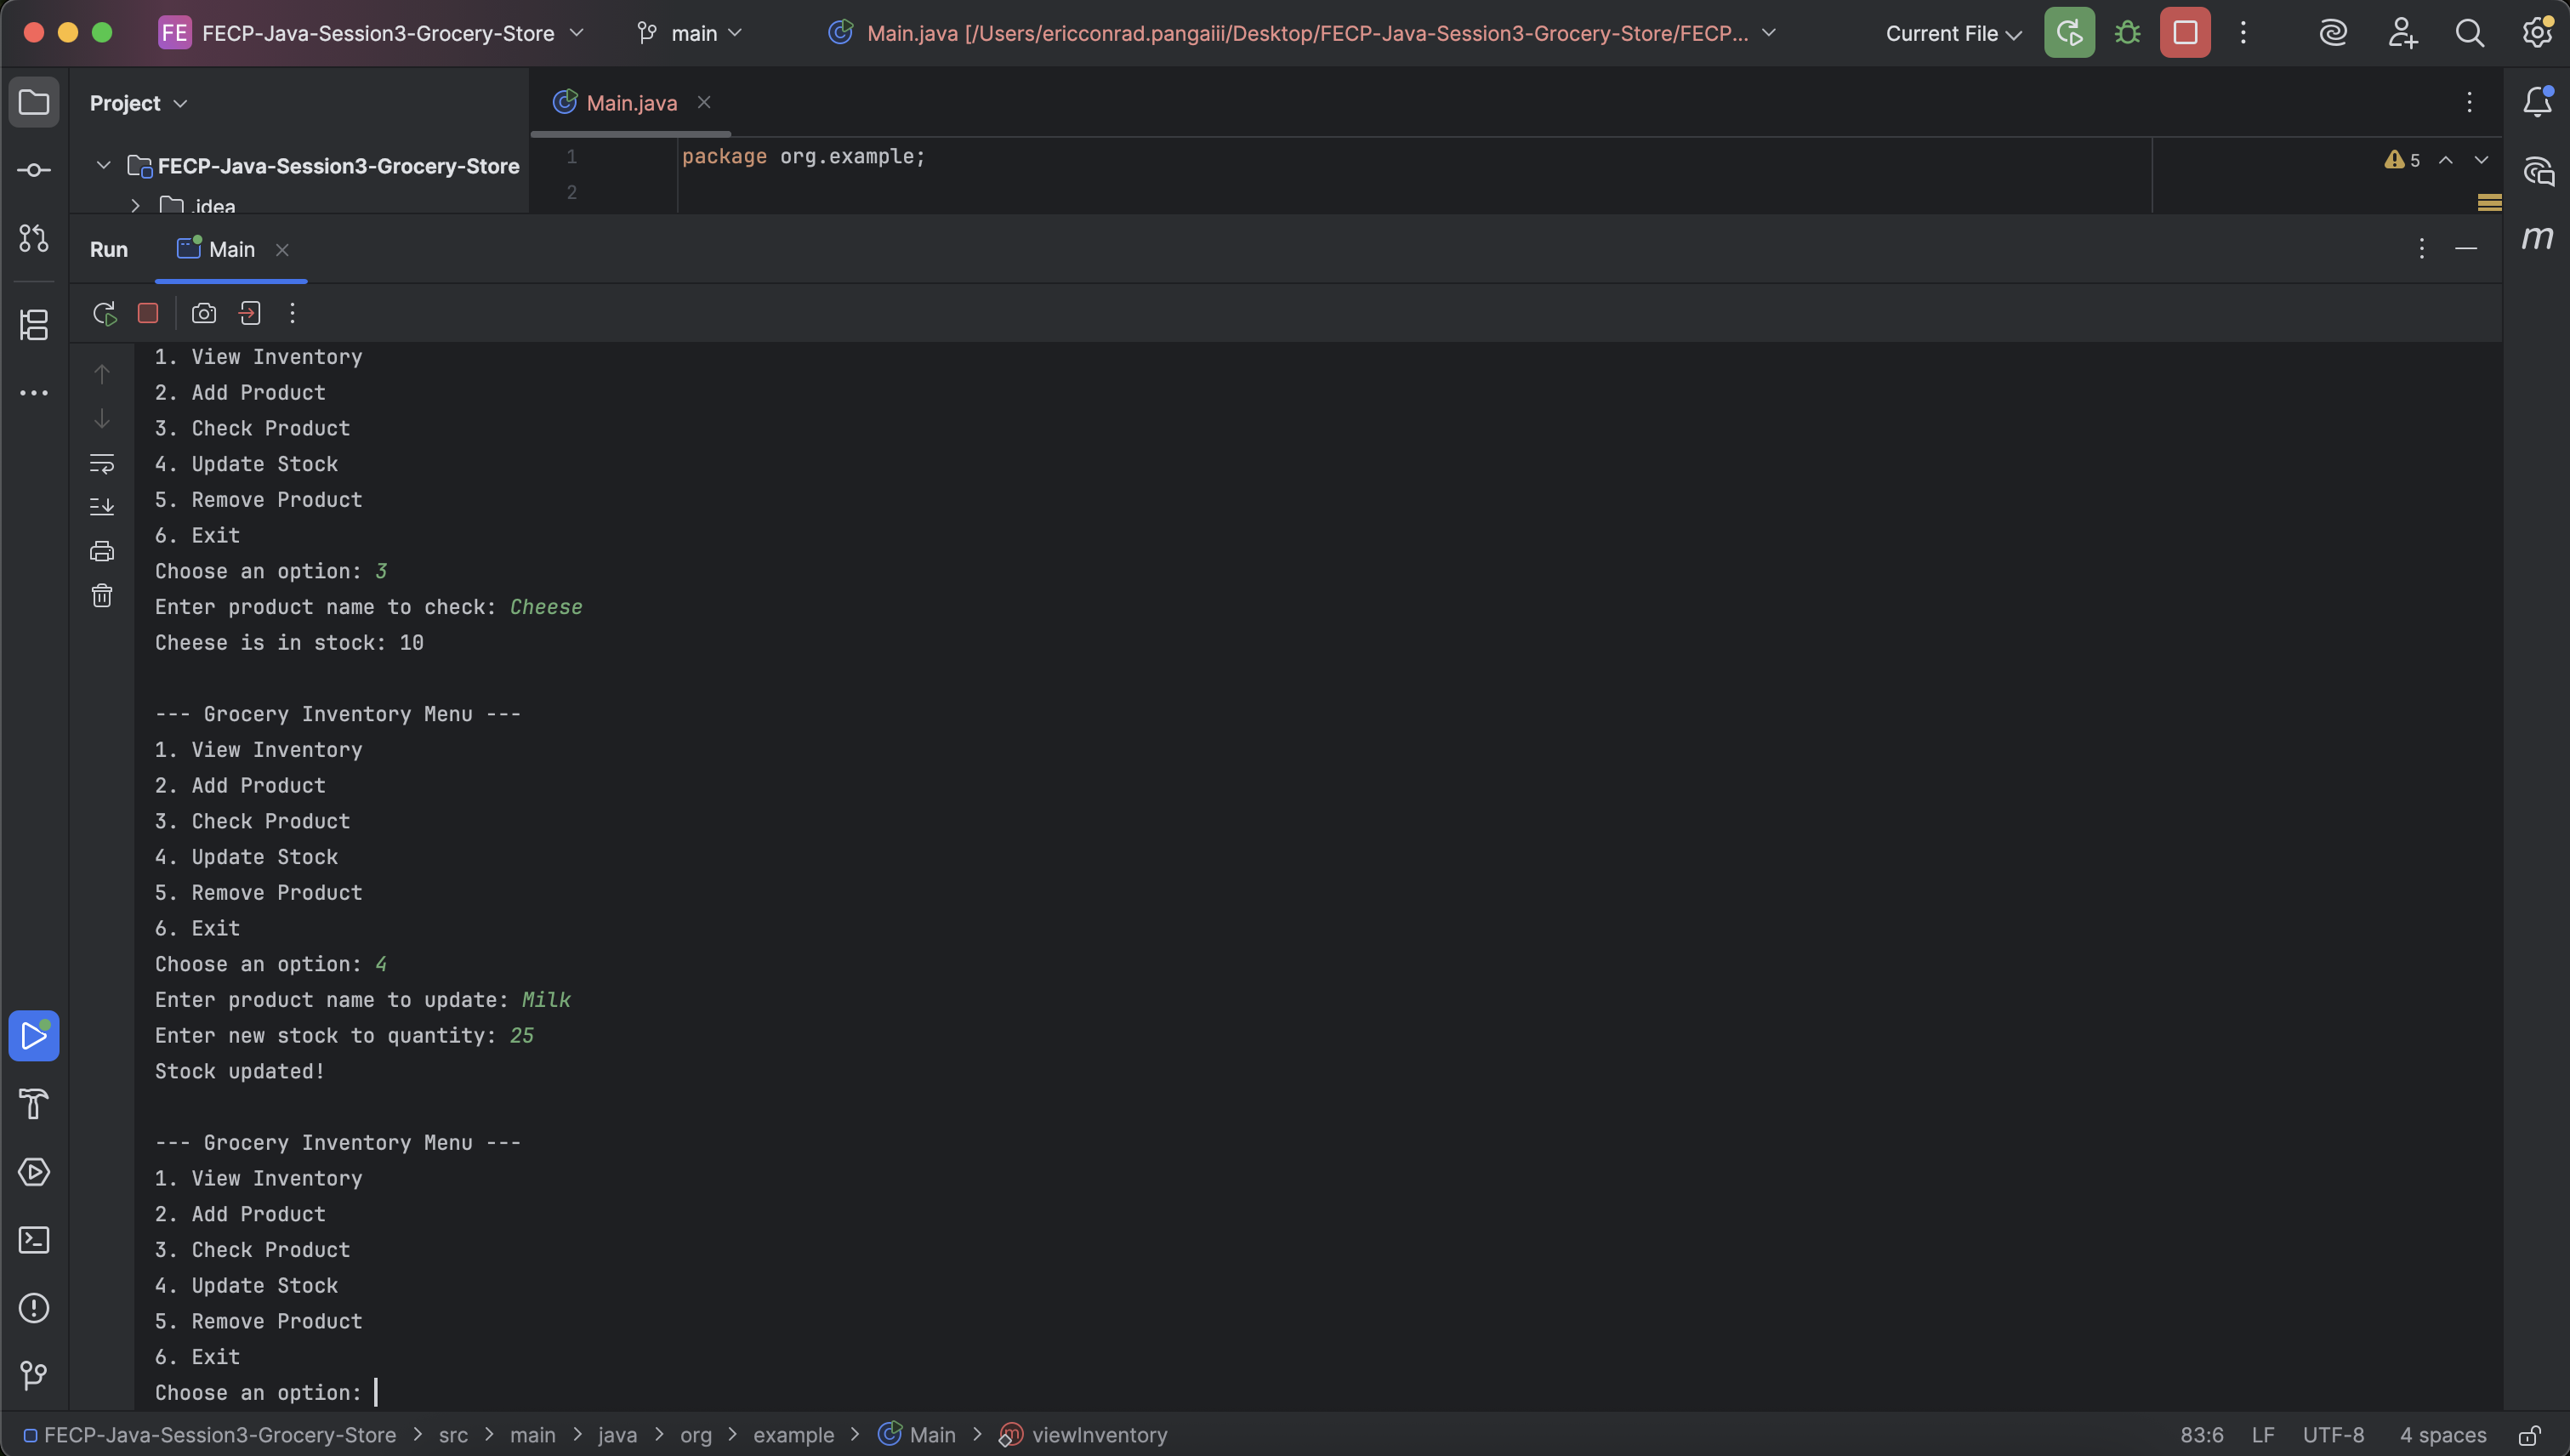 FE FECP-Java-Session3-Grocery-Store main Main.java [/Users/ericconrad.pangaiii/Desktop/FECP-Java-Session3-Grocery-Store/FECP... Current File
Project
Main.java
FECP-Java-Session3-Grocery-Store
.idea
1 package org.example;
2
5
Run Main
1. View Inventory
2. Add Product
3. Check Product
4. Update Stock
5. Remove Product
6. Exit
Choose an option: 3
Enter product name to check: Cheese
Cheese is in stock: 10
--- Grocery Inventory Menu ---
1. View Inventory
2. Add Product
3. Check Product
4. Update Stock
5. Remove Product
6. Exit
Choose an option: 4
Enter product name to update: Milk
Enter new stock to quantity: 25
Stock updated!
--- Grocery Inventory Menu ---
1. View Inventory
2. Add Product
3. Check Product
4. Update Stock
5. Remove Product
6. Exit
Choose an option:
FECP-Java-Session3-Grocery-Store > src > main > java > org > example > Main > viewInventory 83:6 LF UTF-8 4 spaces